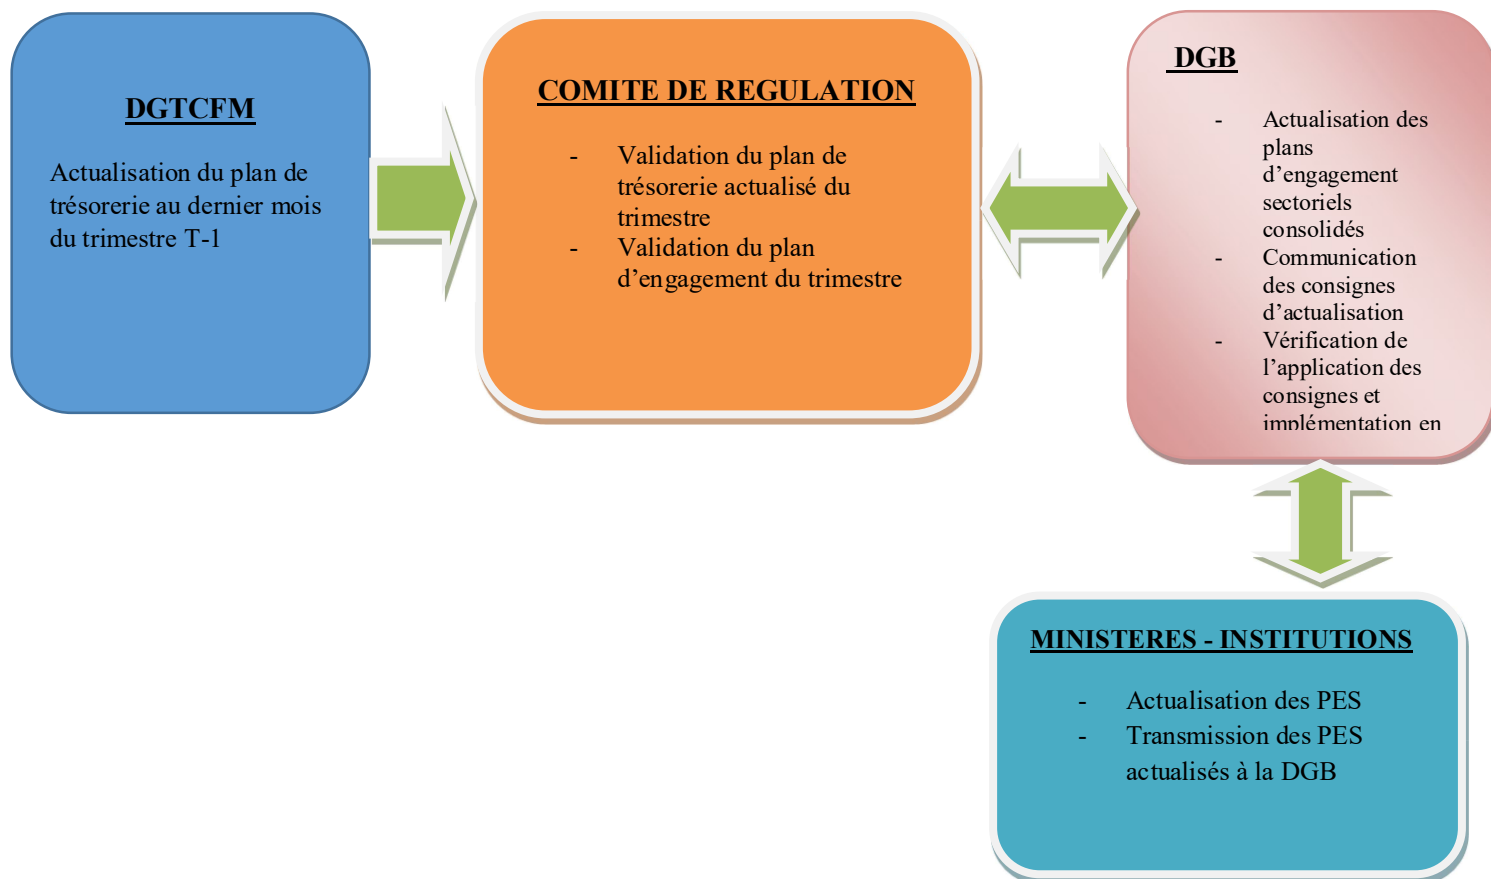 DGTCFM
Actualisation du plan de
trésorerie au dernier mois
du trimestre T-1
COMITE DE REGULATION
- Validation du plan de
trésorerie actualisé du
trimestre
- Validation du plan
d’engagement du trimestre
DGB
- Actualisation des
plans
d’engagement
sectoriels
consolidés
- Communication
des consignes
d’actualisation
- Vérification de
l’application des
consignes et
implémentation en
MINISTERES - INSTITUTIONS
- Actualisation des PES
- Transmission des PES
actualisés à la DGB